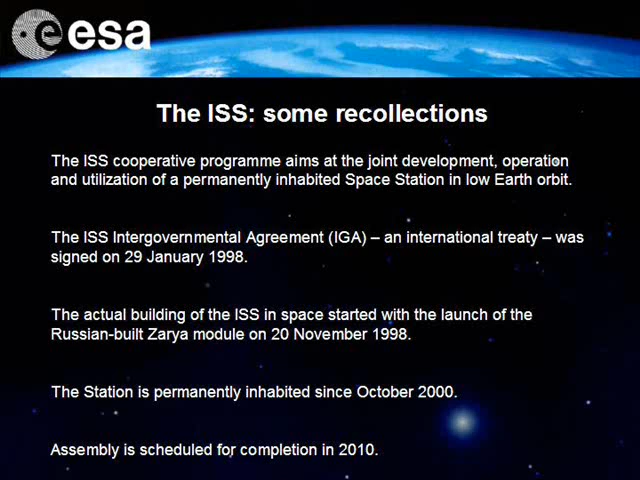 esa
The ISS: some recollections
The ISS cooperative programme aims at the joint development, operation
and utilization of a permanently inhabited Space Station in low Earth orbit.
The ISS Intergovernmental Agreement (IGA) – an international treaty – was
signed on 29 January 1998.
The actual building of the ISS in space started with the launch of the
Russian-built Zarya module on 20 November 1998.
The Station is permanently inhabited since October 2000.
Assembly is scheduled for completion in 2010.